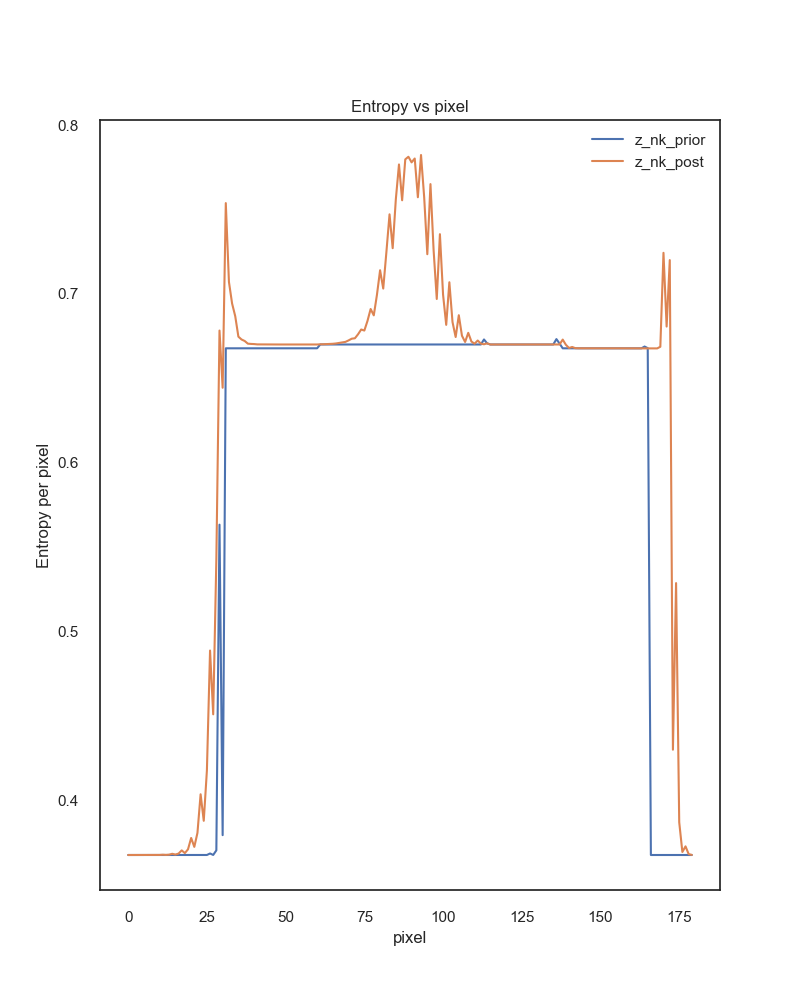 Entropy vs pixel
z_nk_prior
z_nk_post
0.8
0.7
0.6
0.5
0.4
Entropy per pixel
0 25 50 75 100 125 150 175
pixel